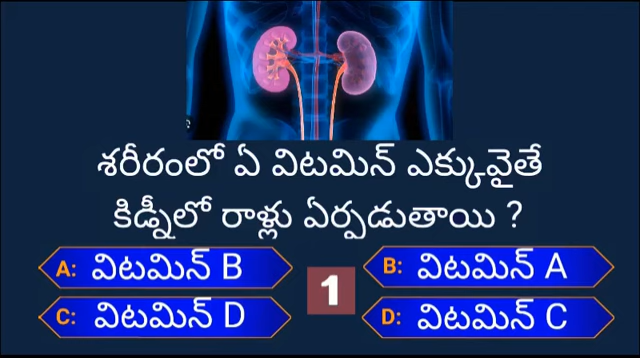 శరీరంలో ఏ విటమిన్ ఎక్కువైతే
కిడ్నీలో రాళ్లు ఏర్పడుతాయి ?
A: విటమిన్ B
B: విటమిన్ A
1
C: విటమిన్ D
D: విటమిన్ C